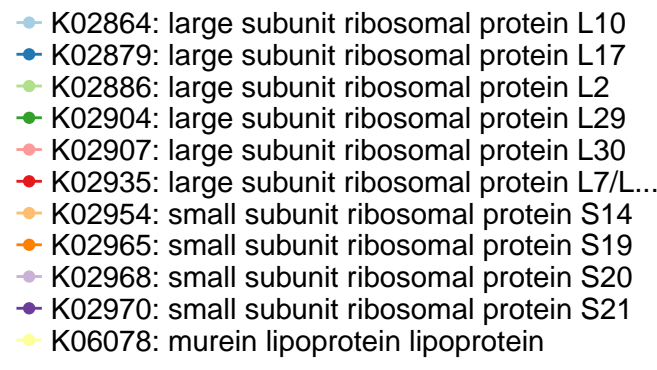 K02864: large subunit ribosomal protein L10
K02879: large subunit ribosomal protein L17
K02886: large subunit ribosomal protein L2
K02904: large subunit ribosomal protein L29
K02907: large subunit ribosomal protein L30
K02935: large subunit ribosomal protein L7/L...
K02954: small subunit ribosomal protein S14
K02965: small subunit ribosomal protein S19
K02968: small subunit ribosomal protein S20
K02970: small subunit ribosomal protein S21
K06078: murein lipoprotein lipoprotein